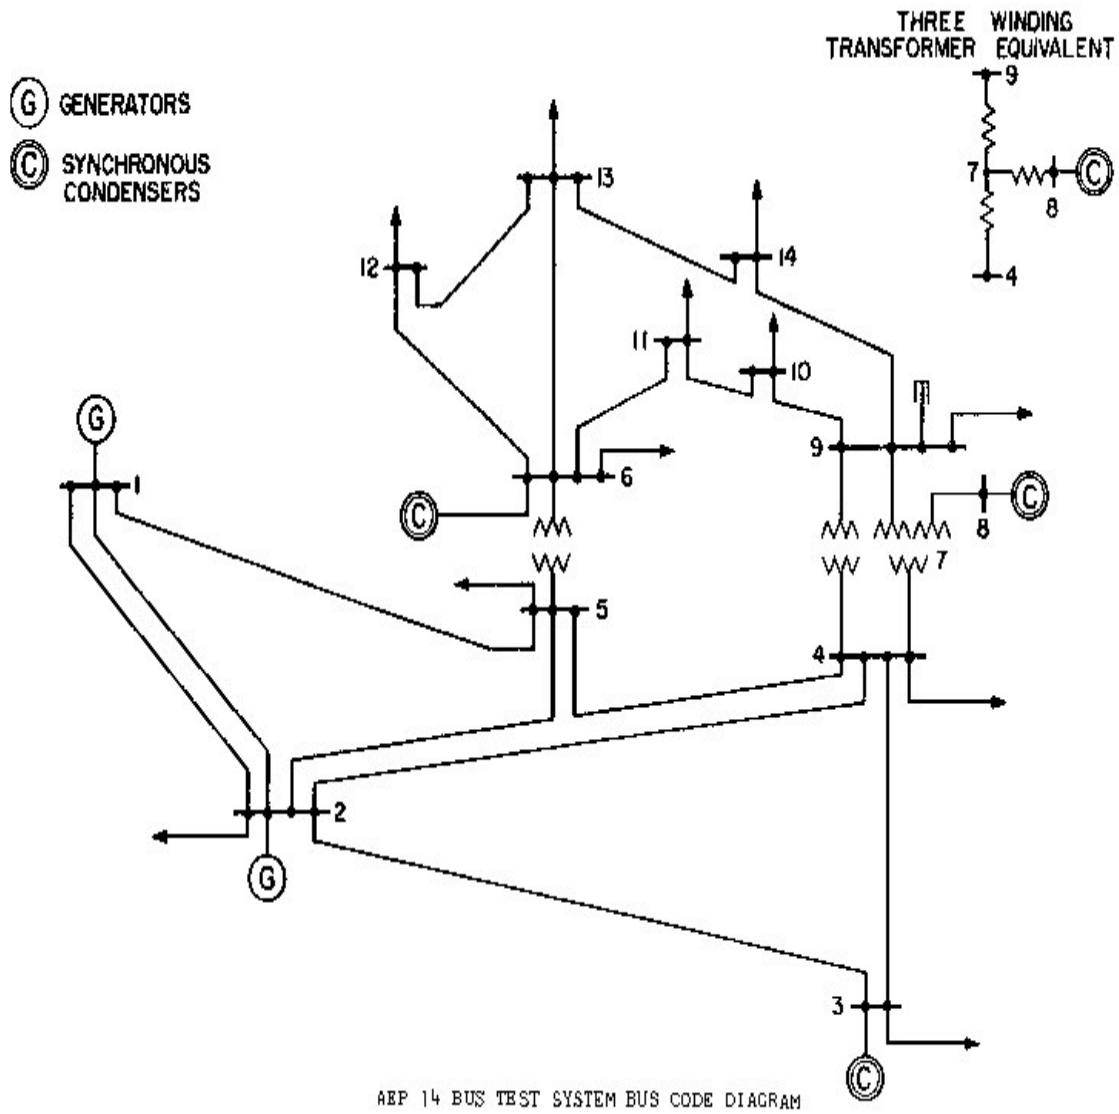 THREE WINDING
TRANSFORMER EQUIVALENT
9
G GENERATORS
C SYNCHRONOUS
CONDENSERS
7
C
8
4
13
12
14
11
10
G
1
9
6
C
8
C
7
5
4
2
G
3
C
AEP 14 BUS TEST SYSTEM BUS CODE DIAGRAM